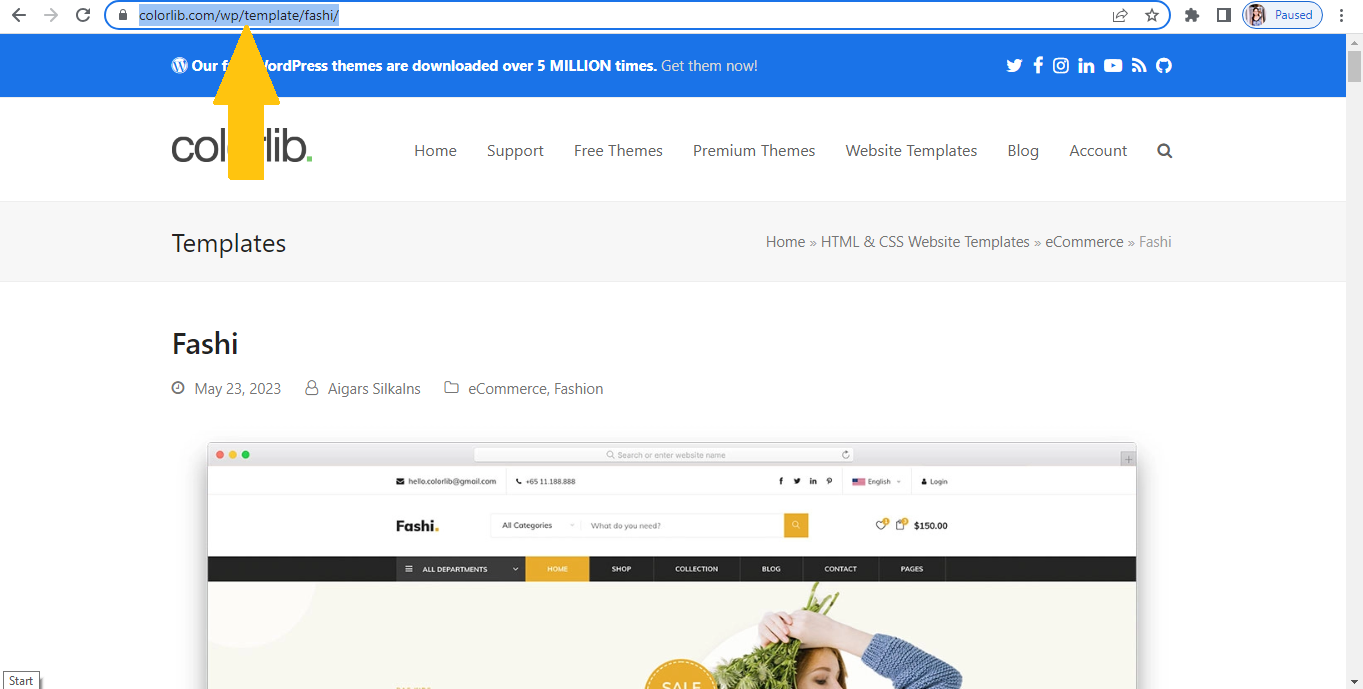 colorlib.com/wp/template/fashi/
Paused
Our f WordPress themes are downloaded over 5 MILLION times. Get them now!
colorlib.
Home Support Free Themes Premium Themes Website Templates Blog Account
Templates
Home » HTML & CSS Website Templates » eCommerce » Fashi
Fashi
May 23, 2023 Aigars Silkalns eCommerce, Fashion
Search or enter website name
hello.colorlib@gmail.com +65 11.188.888 English Login
Fashi. All Categories What do you need? 1 3 $150.00
ALL DEPARTMENTS HOME SHOP COLLECTION BLOG CONTACT PAGES
SALE
Start